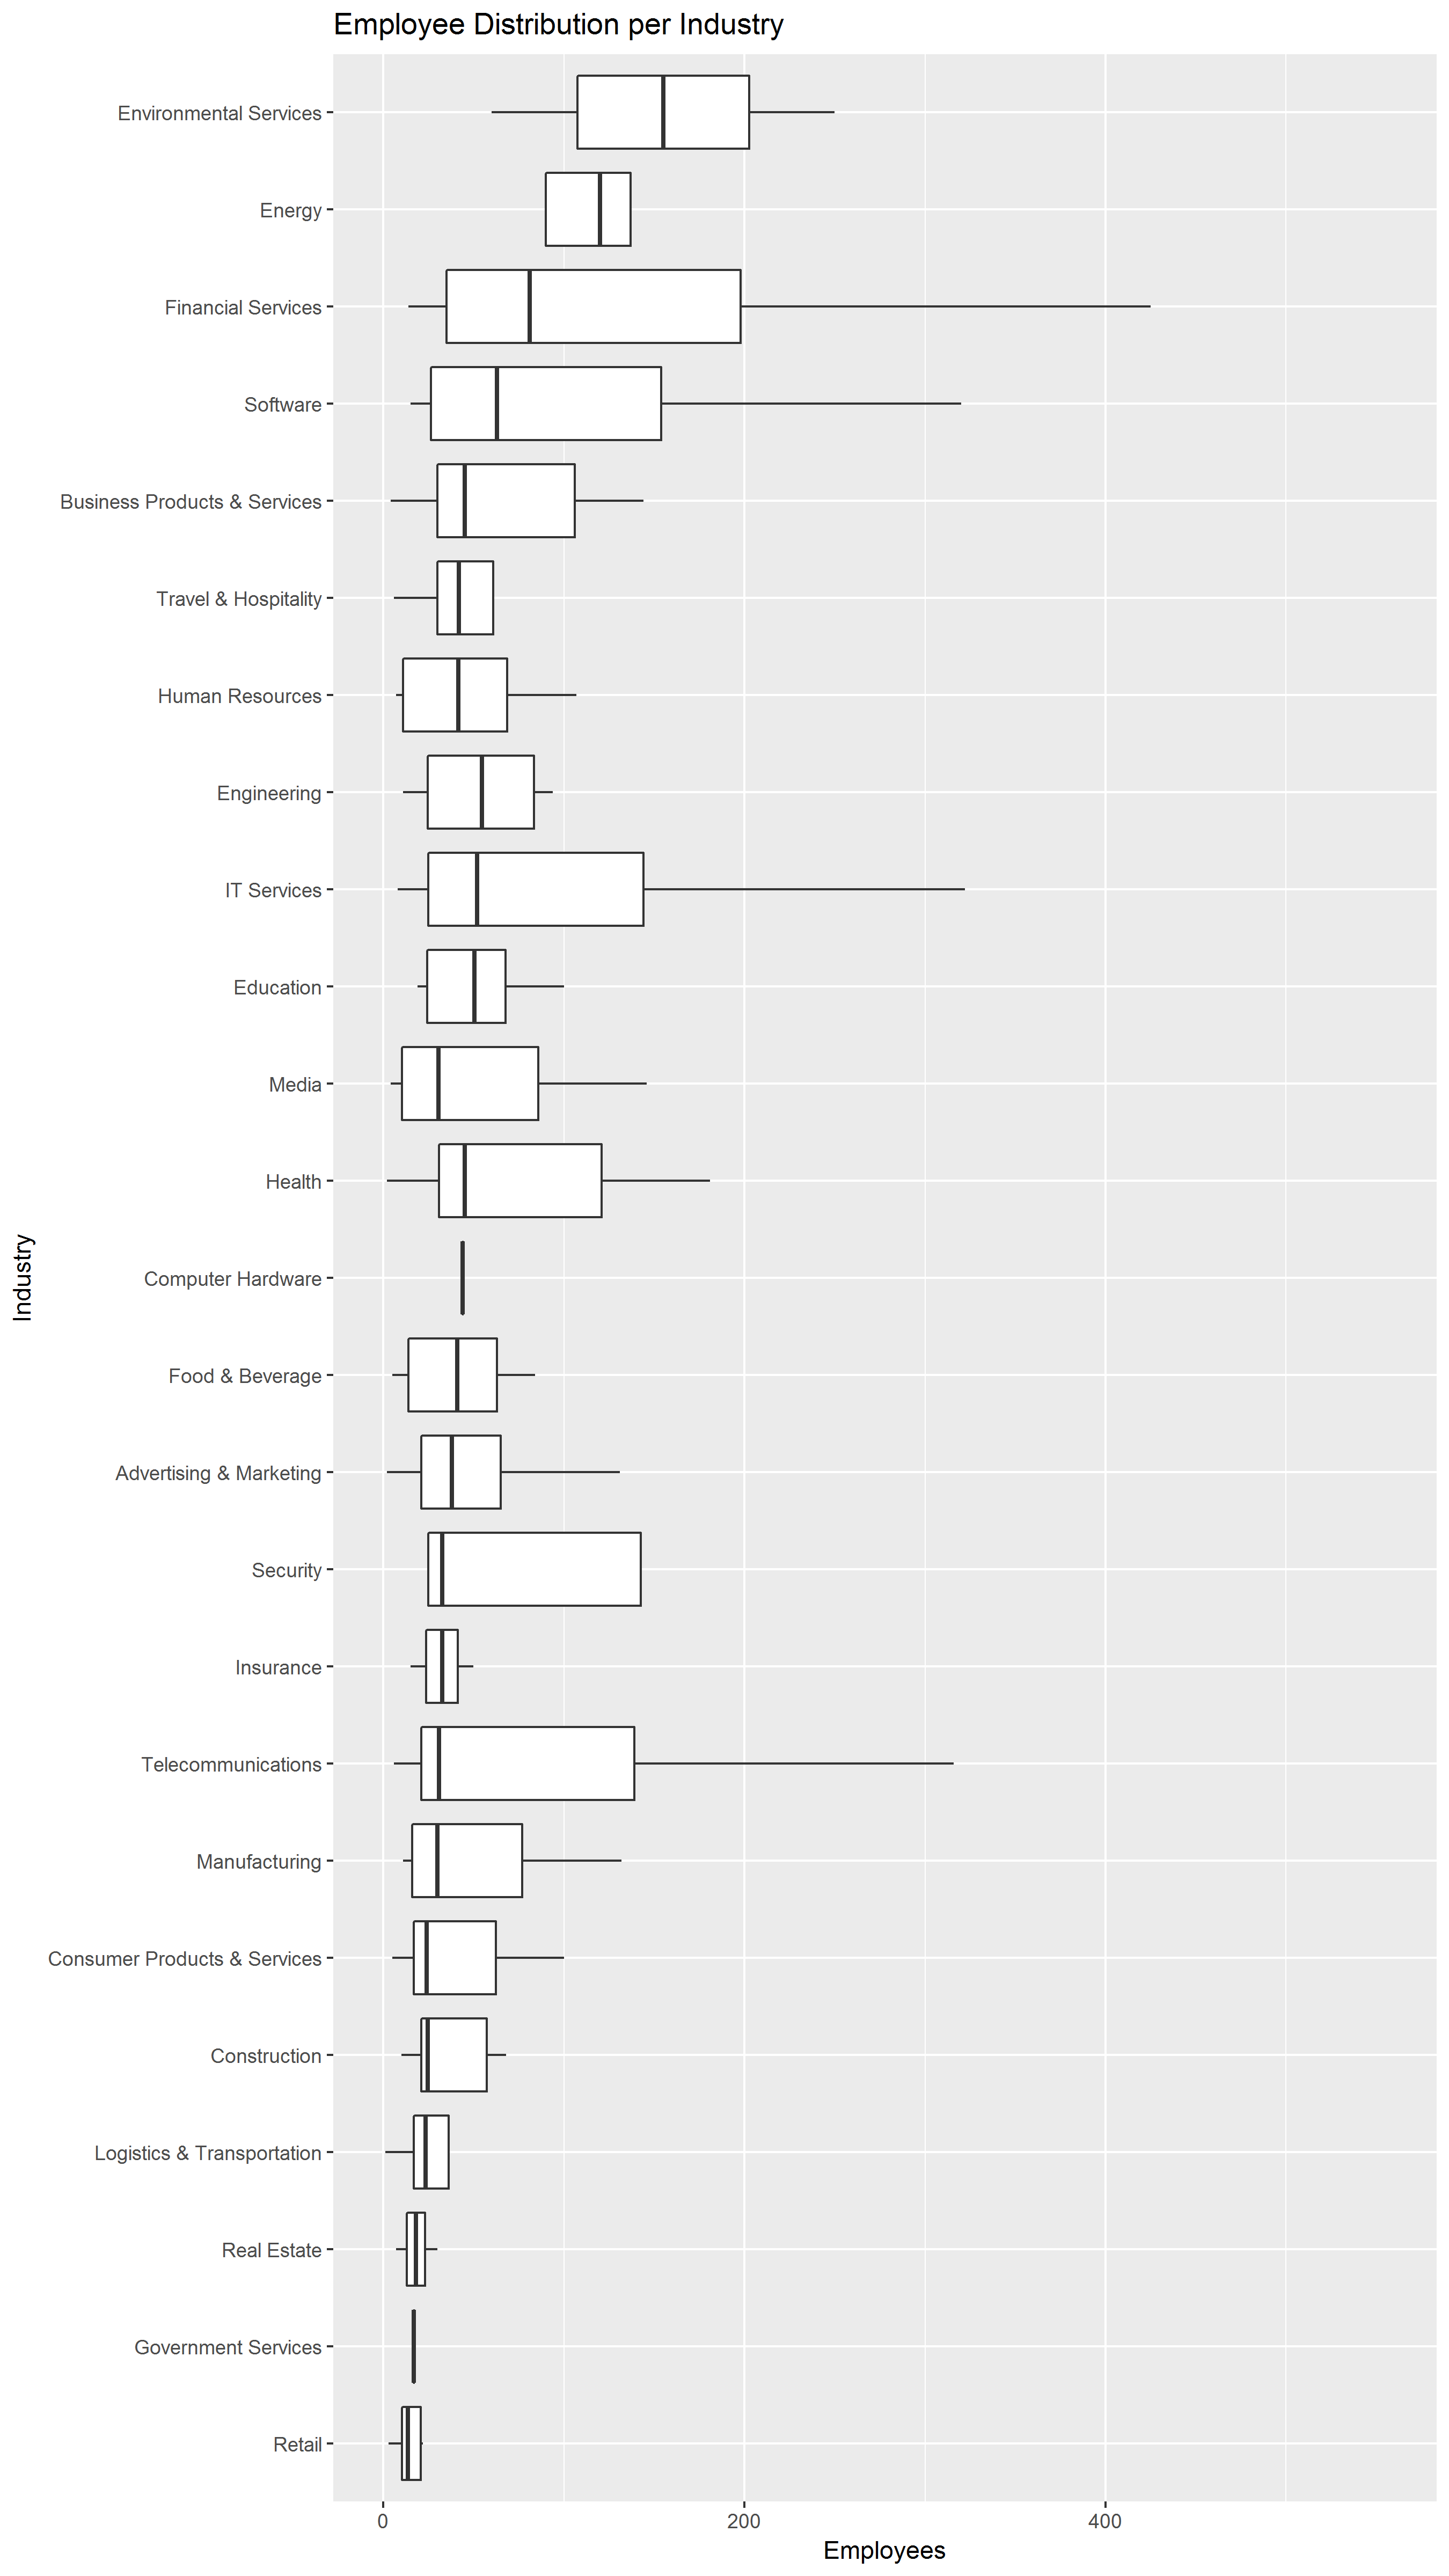 Employee Distribution per Industry
Environmental Services
Energy
Financial Services
Software
Business Products & Services
Travel & Hospitality
Human Resources
Engineering
IT Services
Education
Media
Health
Computer Hardware
Food & Beverage
Advertising & Marketing
Security
Insurance
Telecommunications
Manufacturing
Consumer Products & Services
Construction
Logistics & Transportation
Real Estate
Government Services
Retail
Industry
0 200 400
Employees